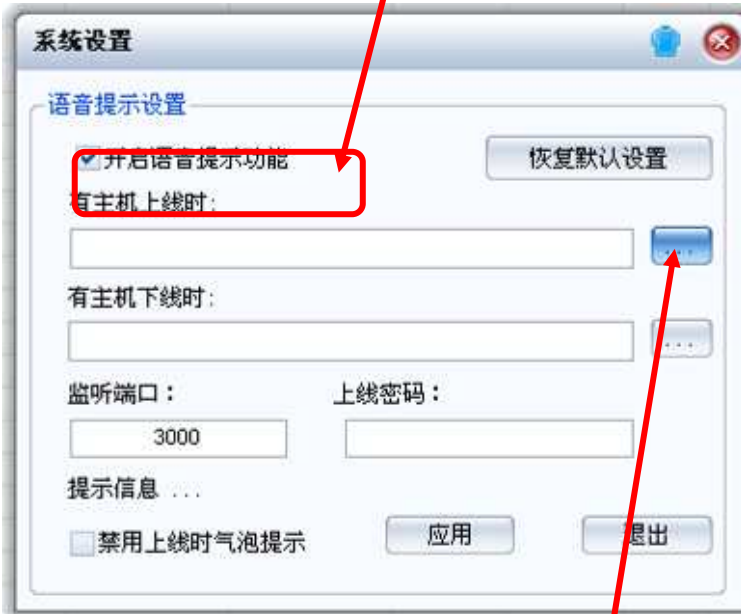 系统设置
语音提示设置
开启语音提示功能 恢复默认设置
有主机上线时:
...
有主机下线时:
...
监听端口： 上线密码：
3000
提示信息 ...
禁用上线时气泡提示 应用 退出